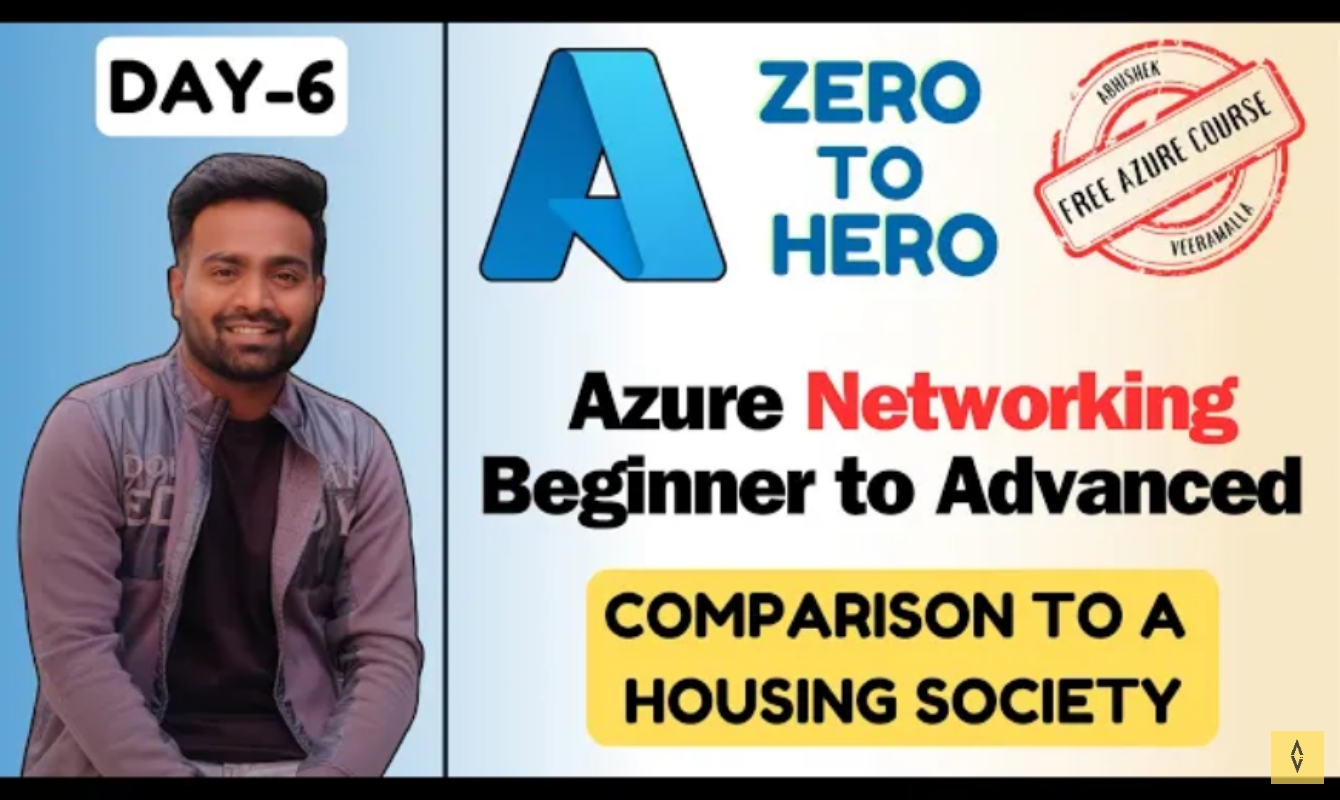 DAY-6
ZERO
TO
HERO
ABHISHEK
FREE AZURE COURSE
VEERAMALLA
Azure Networking
Beginner to Advanced
COMPARISON TO A
HOUSING SOCIETY